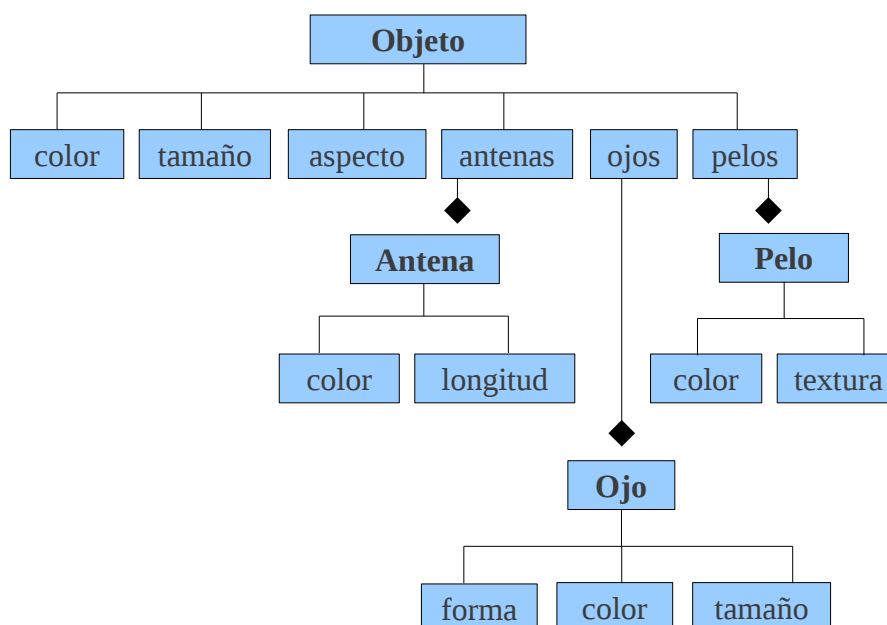 Objeto
color
tamaño
aspecto
antenas
ojos
pelos
Antena
Pelo
color
longitud
color
textura
Ojo
forma
color
tamaño